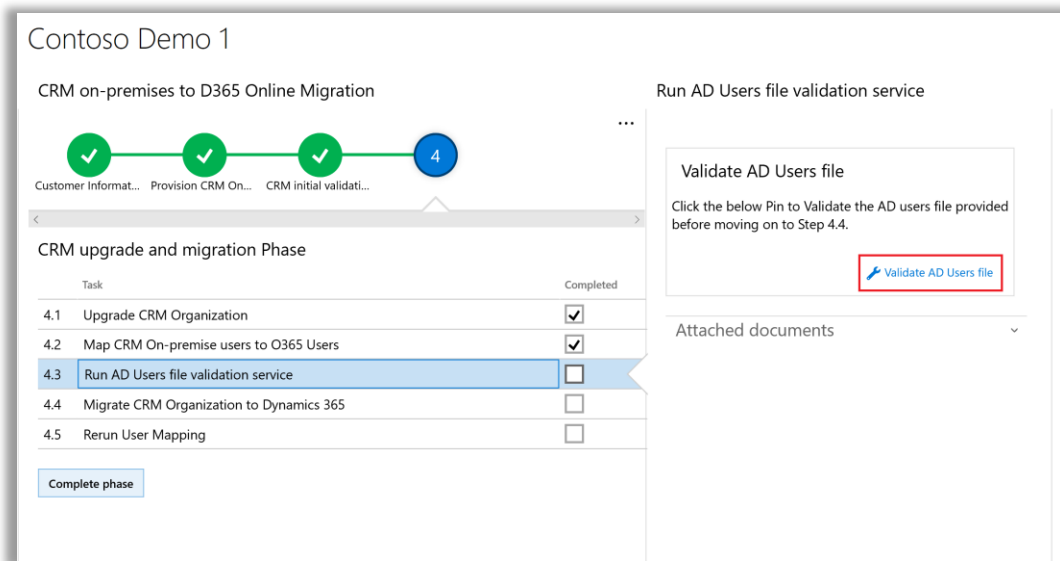 Contoso Demo 1
CRM on-premises to D365 Online Migration
...
4
Customer Informat... Provision CRM On... CRM initial validati...
CRM upgrade and migration Phase
Task Completed
4.1 Upgrade CRM Organization
4.2 Map CRM On-premise users to O365 Users
4.3 Run AD Users file validation service
4.4 Migrate CRM Organization to Dynamics 365
4.5 Rerun User Mapping
Complete phase
Run AD Users file validation service
Validate AD Users file
Click the below Pin to Validate the AD users file provided
before moving on to Step 4.4.
Validate AD Users file
Attached documents